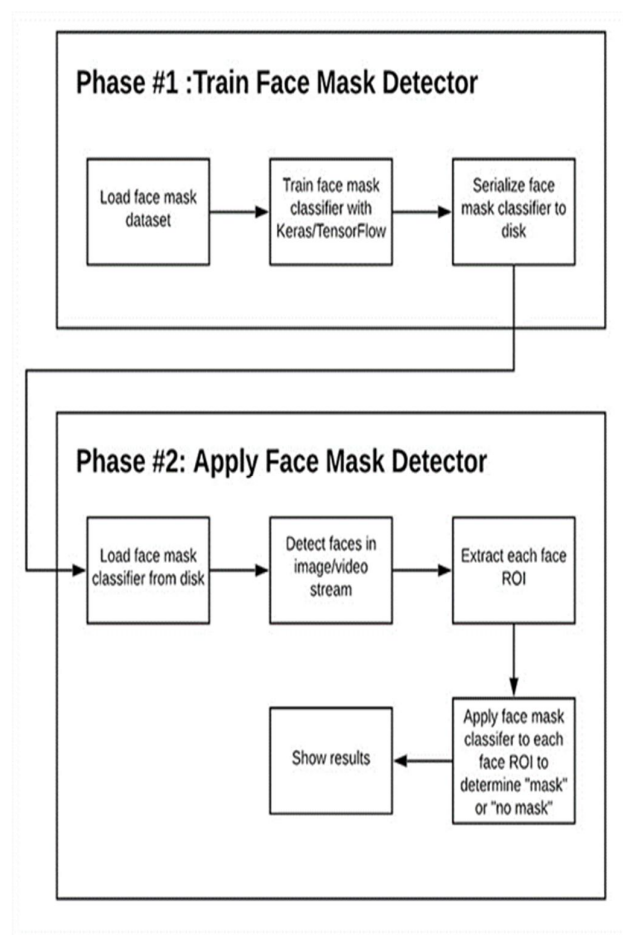 Phase #1 :Train Face Mask Detector
Load face mask
dataset
Train face mask
classifier with
Keras/TensorFlow
Serialize face
mask classifier to
disk
Phase #2: Apply Face Mask Detector
Load face mask
classifier from disk
Detect faces in
image/video
stream
Extract each face
ROI
Apply face mask
classifer to each
face ROI to
determine "mask"
or "no mask"
Show results